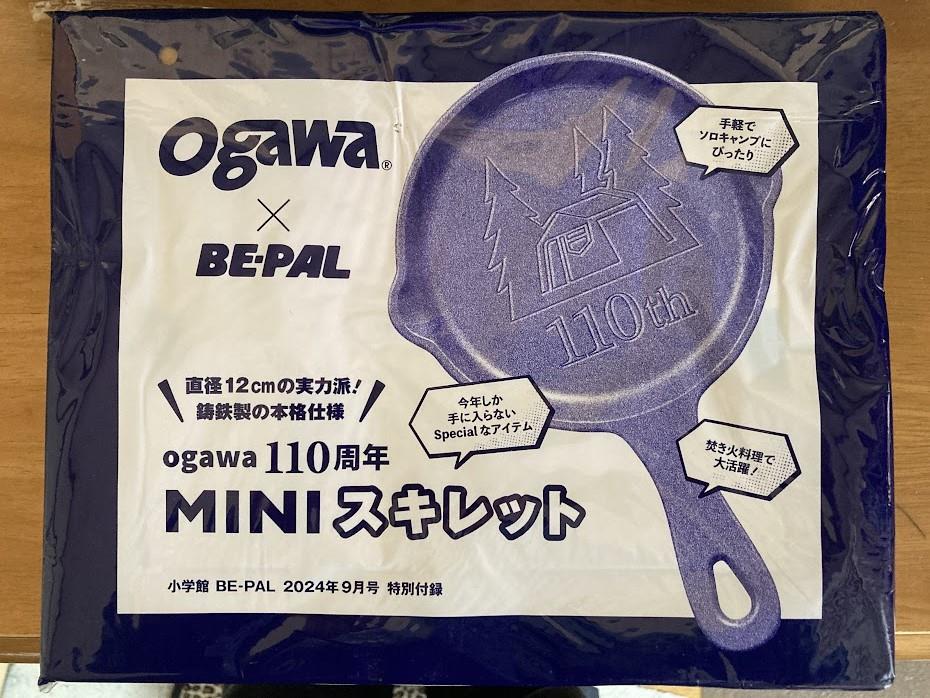 ogawa®
×
BE-PAL
直径12cmの実力派!
鋳鉄製の本格仕様
ogawa 110周年
MINIスキレット
小学館 BE-PAL 2024年9月号 特別付録
手軽で
ソロキャンプに
ぴったり
110th
今年しか
手に入らない
Specialなアイテム
焚き火料理で
大活躍!